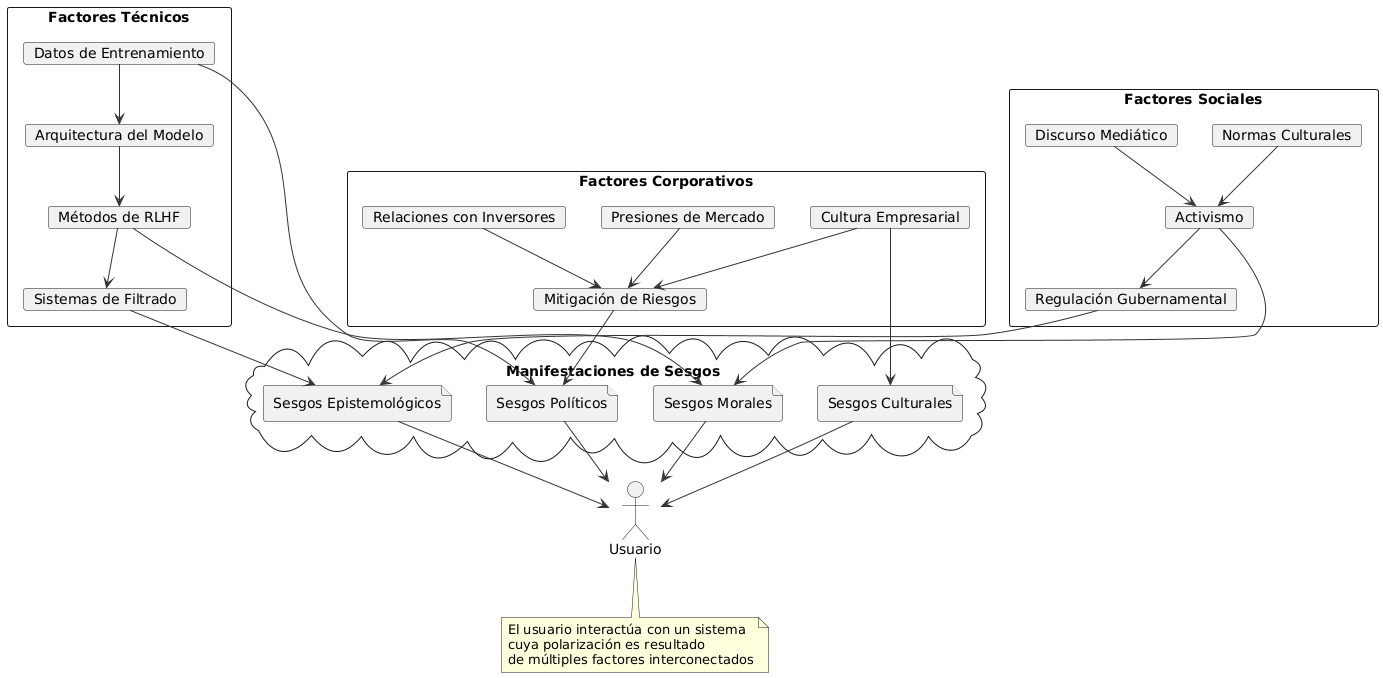 Factores Técnicos
Datos de Entrenamiento
Arquitectura del Modelo
Métodos de RLHF
Sistemas de Filtrado
Factores Corporativos
Relaciones con Inversores
Presiones de Mercado
Cultura Empresarial
Mitigación de Riesgos
Factores Sociales
Discurso Mediático
Normas Culturales
Activismo
Regulación Gubernamental
Manifestaciones de Sesgos
Sesgos Epistemológicos
Sesgos Políticos
Sesgos Morales
Sesgos Culturales
Usuario
El usuario interactúa con un sistema
cuya polarización es resultado
de múltiples factores interconectados